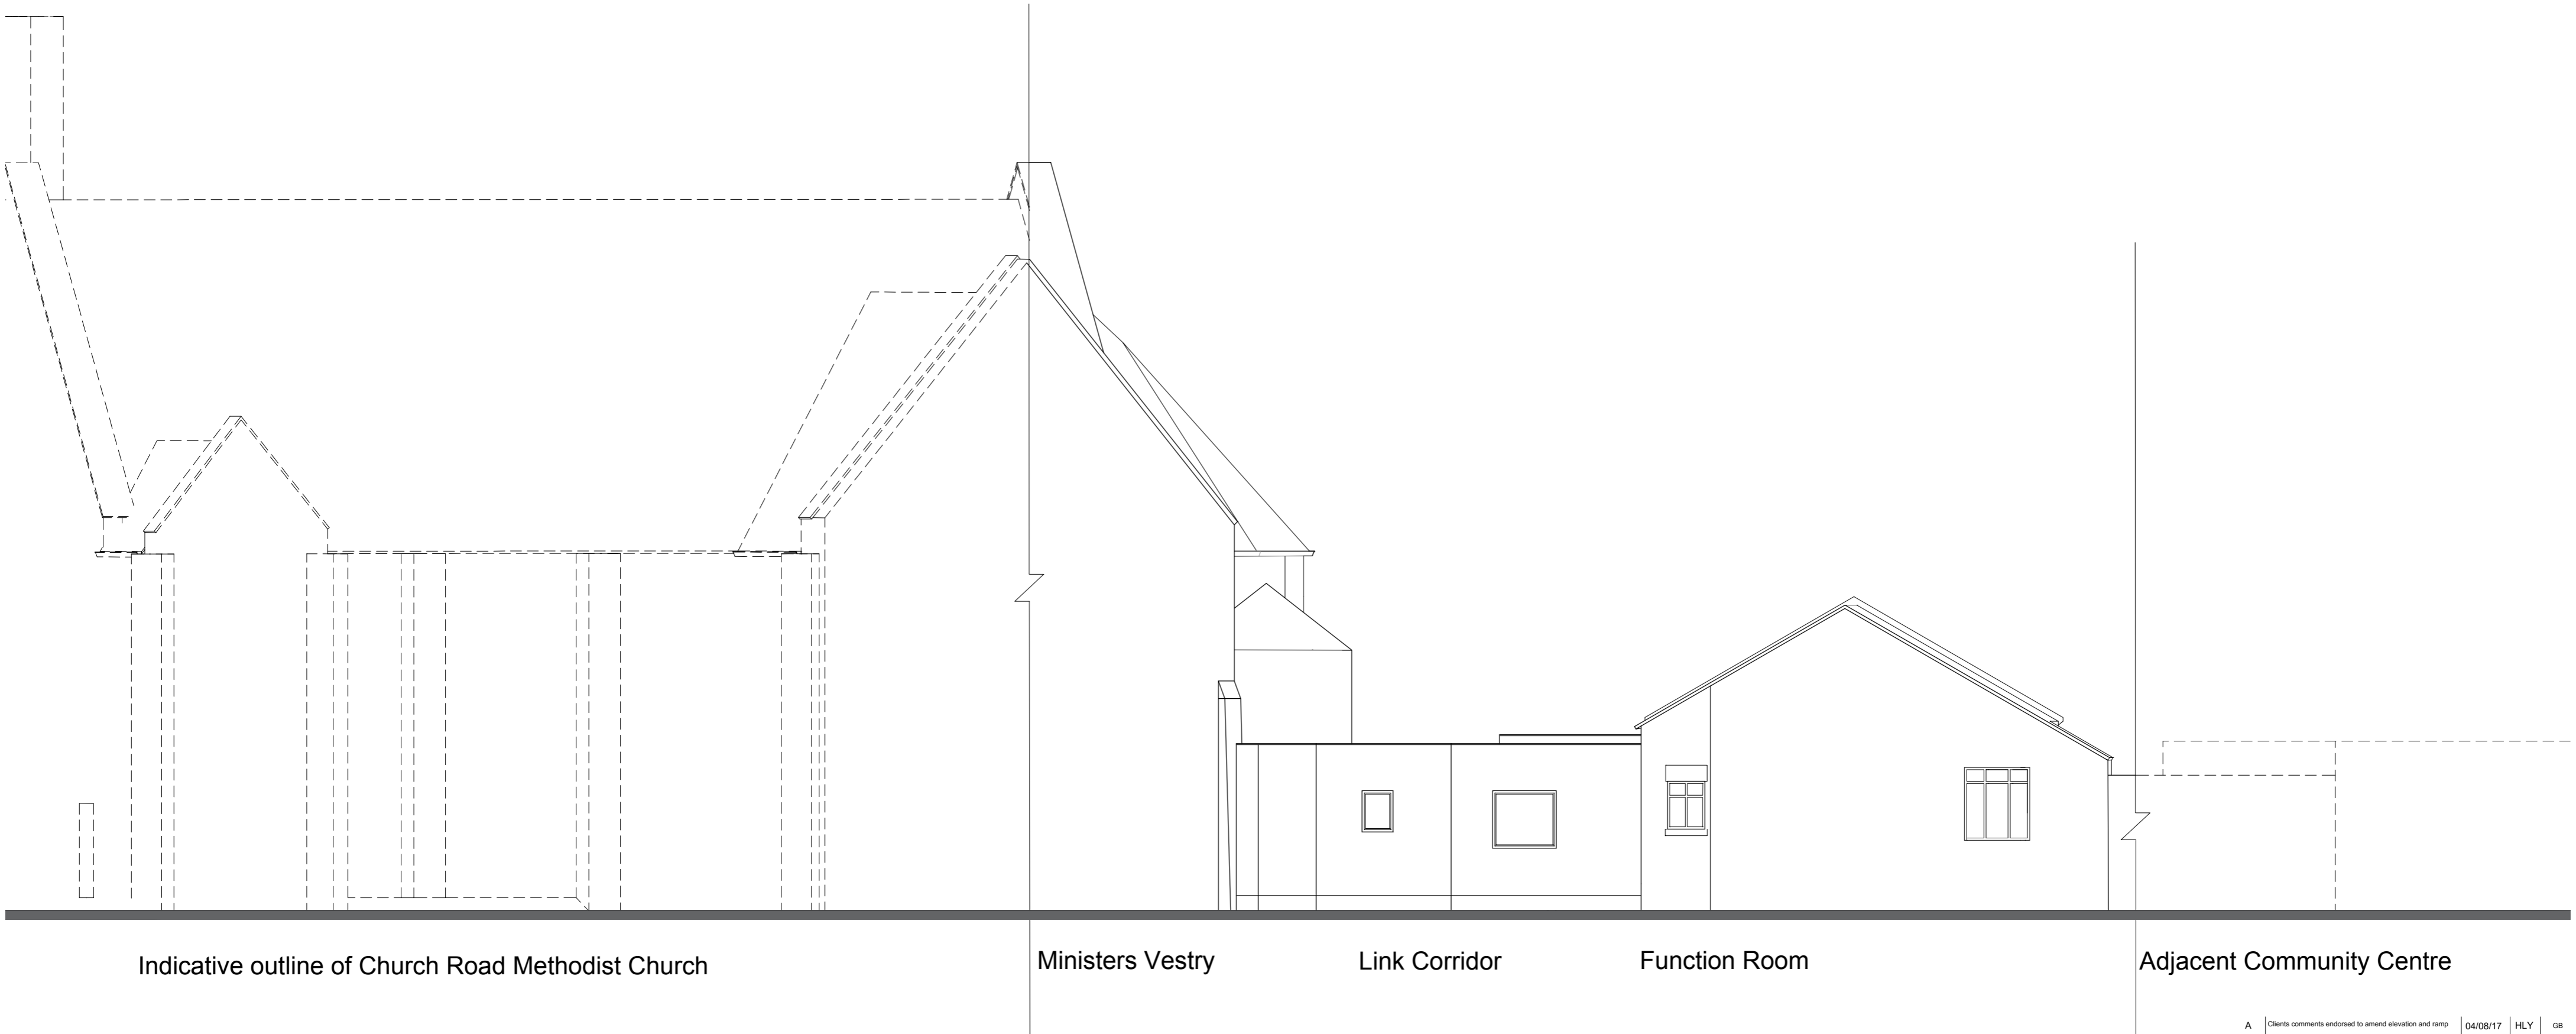 Indicative outline of Church Road Methodist Church
Ministers Vestry
Link Corridor
Function Room
Adjacent Community Centre
A Clients comments endorsed to amend elevation and ramp 04/08/17 HLY GB